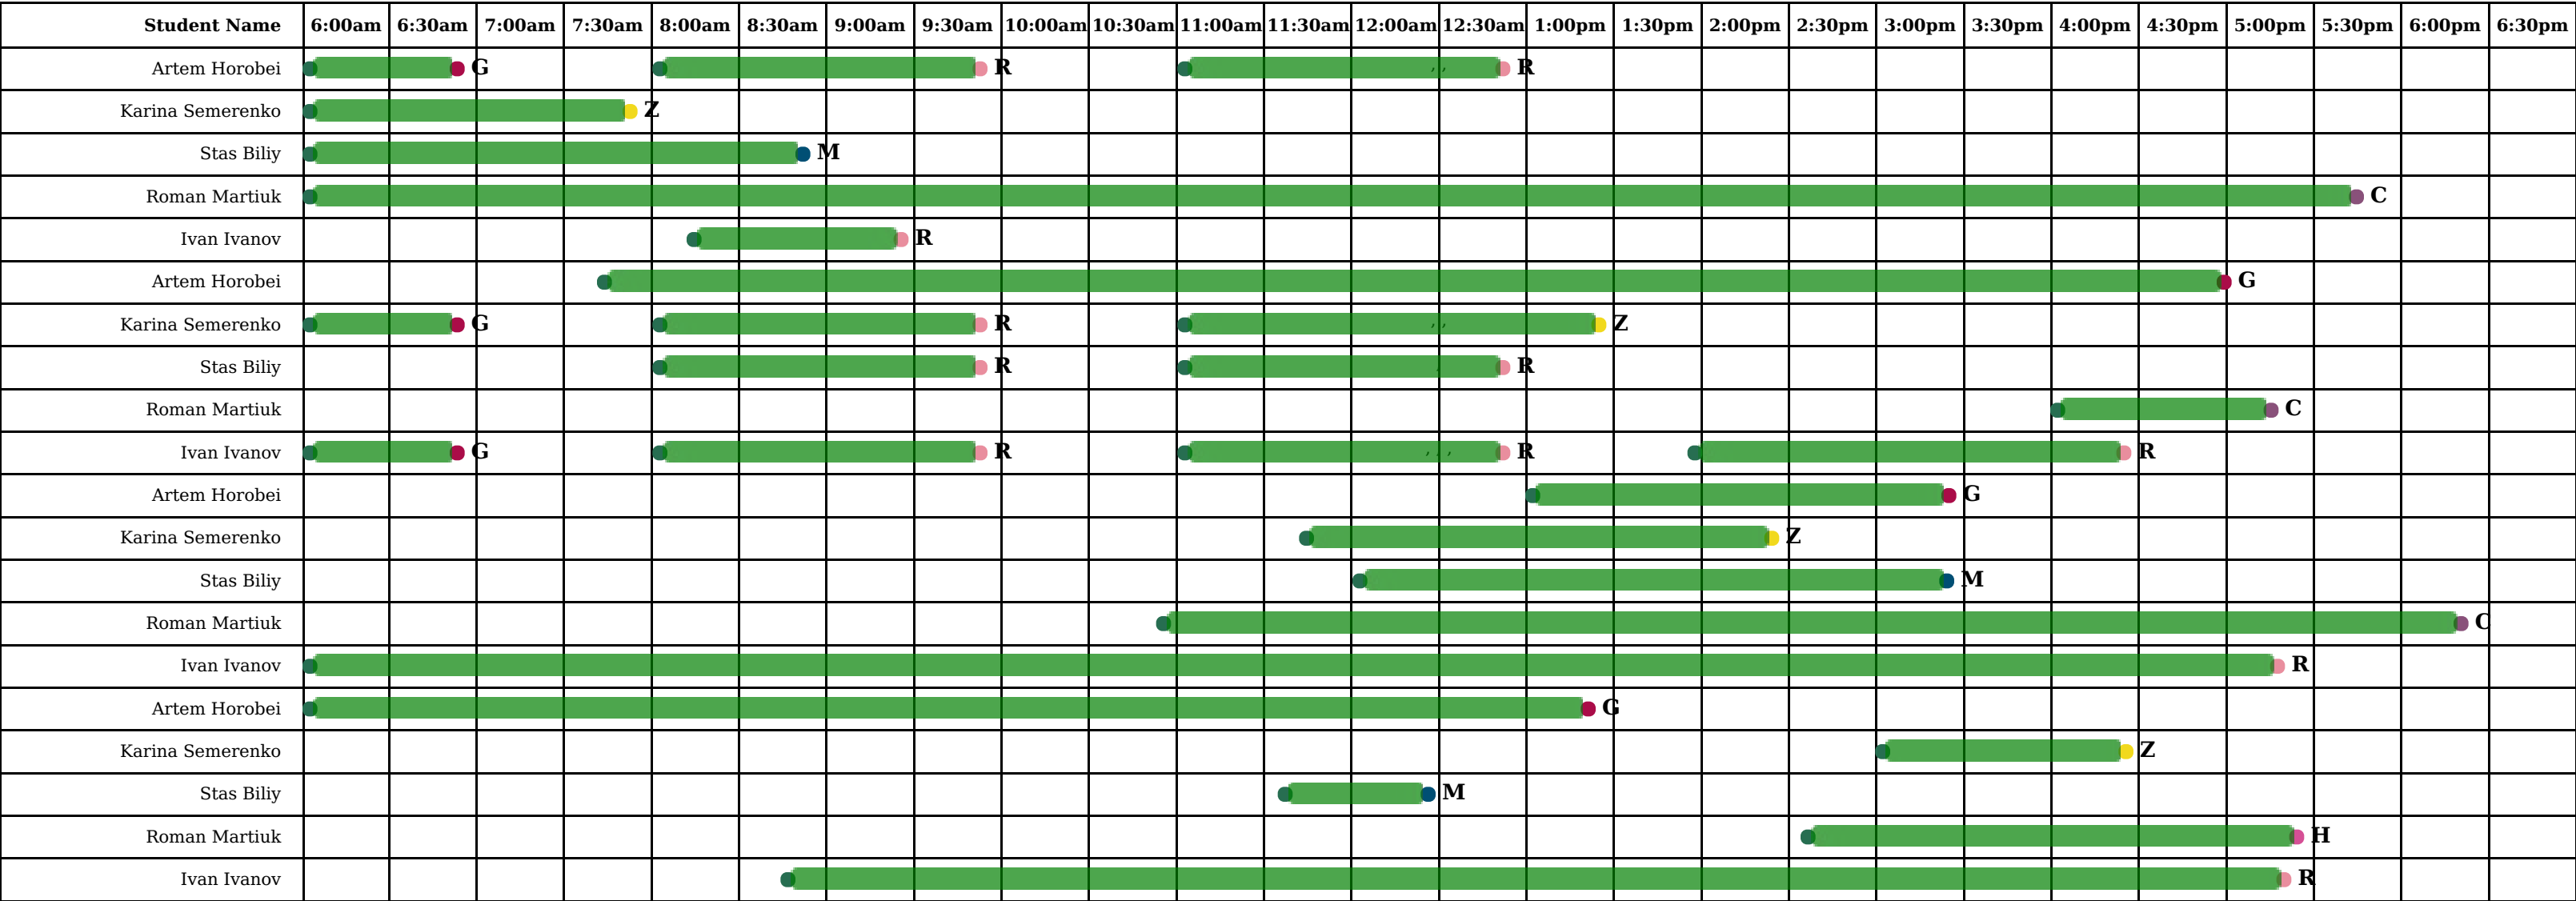 Student Name 6:00am 6:30am 7:00am 7:30am 8:00am 8:30am 9:00am 9:30am 10:00am 10:30am 11:00am 11:30am 12:00am 12:30am 1:00pm 1:30pm 2:00pm 2:30pm 3:00pm 3:30pm 4:00pm 4:30pm 5:00pm 5:30pm 6:00pm 6:30pm
Artem Horobei G R , , R
Karina Semerenko Z
Stas Biliy M
Roman Martiuk C
Ivan Ivanov R
Artem Horobei G
Karina Semerenko G R , , Z
Stas Biliy R , R
Roman Martiuk C
Ivan Ivanov G R , , , R R
Artem Horobei G
Karina Semerenko Z
Stas Biliy M
Roman Martiuk C
Ivan Ivanov R
Artem Horobei G
Karina Semerenko Z
Stas Biliy M
Roman Martiuk H
Ivan Ivanov R